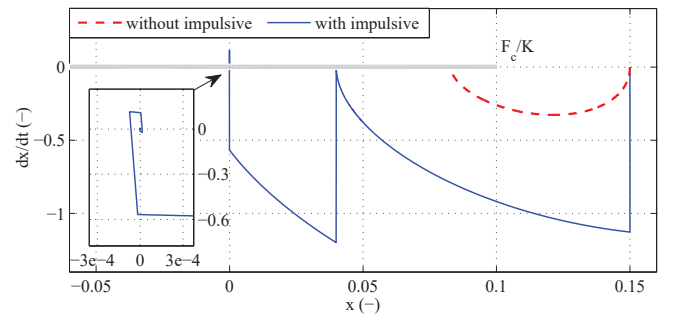 without impulsive with impulsive
F_c/K
0
−0.5
−1
dx/dt (−)
0
−0.3
−0.6
−3e−4 0 3e−4
−0.05 0 0.05 0.1 0.15
x (−)